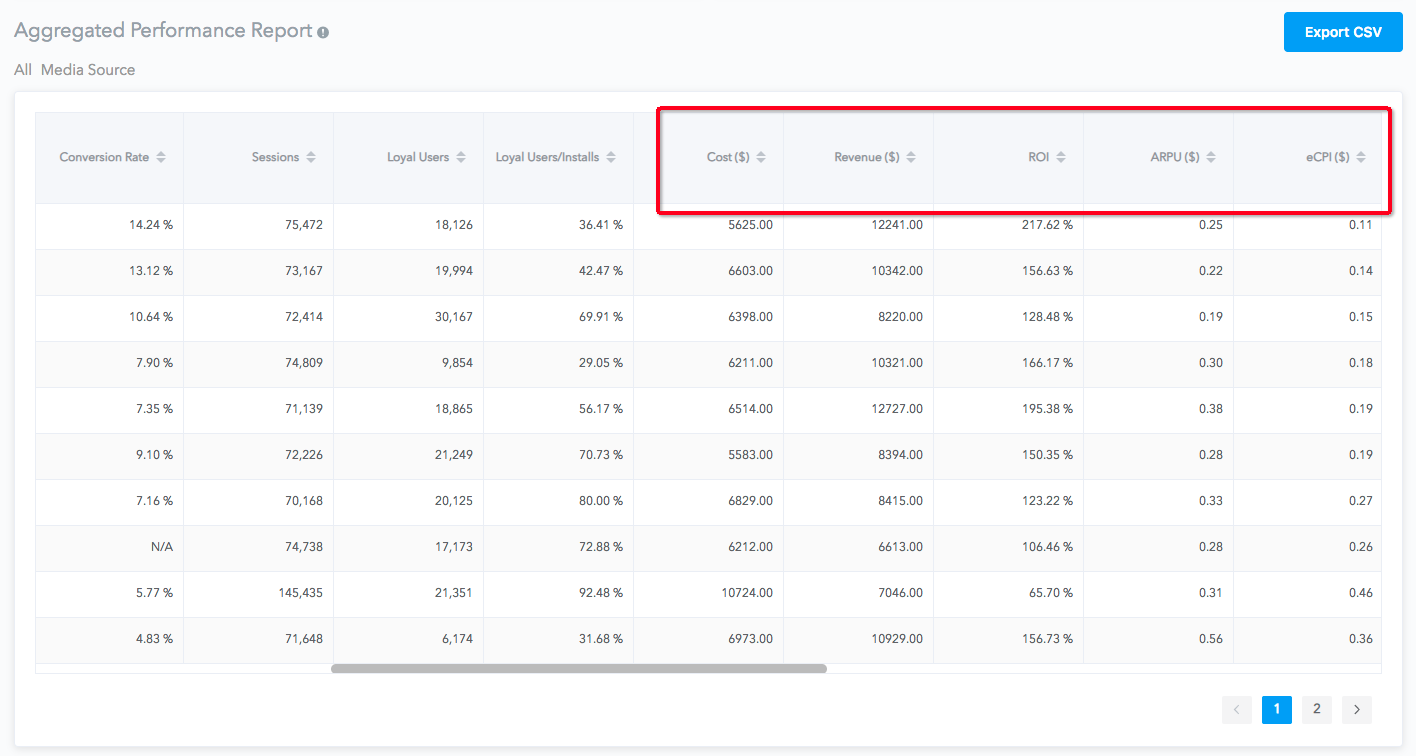 Aggregated Performance Report
Export CSV
All Media Source
Conversion Rate Sessions Loyal Users Loyal Users/Installs Cost ($) Revenue ($) ROI ARPU ($) eCPI ($)
14.24 % 75,472 18,126 36.41 % 5625.00 12241.00 217.62 % 0.25 0.11
13.12 % 73,167 19,994 42.47 % 6603.00 10342.00 156.63 % 0.22 0.14
10.64 % 72,414 30,167 69.91 % 6398.00 8220.00 128.48 % 0.19 0.15
7.90 % 74,809 9,854 29.05 % 6211.00 10321.00 166.17 % 0.30 0.18
7.35 % 71,139 18,865 56.17 % 6514.00 12727.00 195.38 % 0.38 0.19
9.10 % 72,226 21,249 70.73 % 5583.00 8394.00 150.35 % 0.28 0.19
7.16 % 70,168 20,125 80.00 % 6829.00 8415.00 123.22 % 0.33 0.27
N/A 74,738 17,173 72.88 % 6212.00 6613.00 106.46 % 0.28 0.26
5.77 % 145,435 21,351 92.48 % 10724.00 7046.00 65.70 % 0.31 0.46
4.83 % 71,648 6,174 31.68 % 6973.00 10929.00 156.73 % 0.56 0.36
1 2